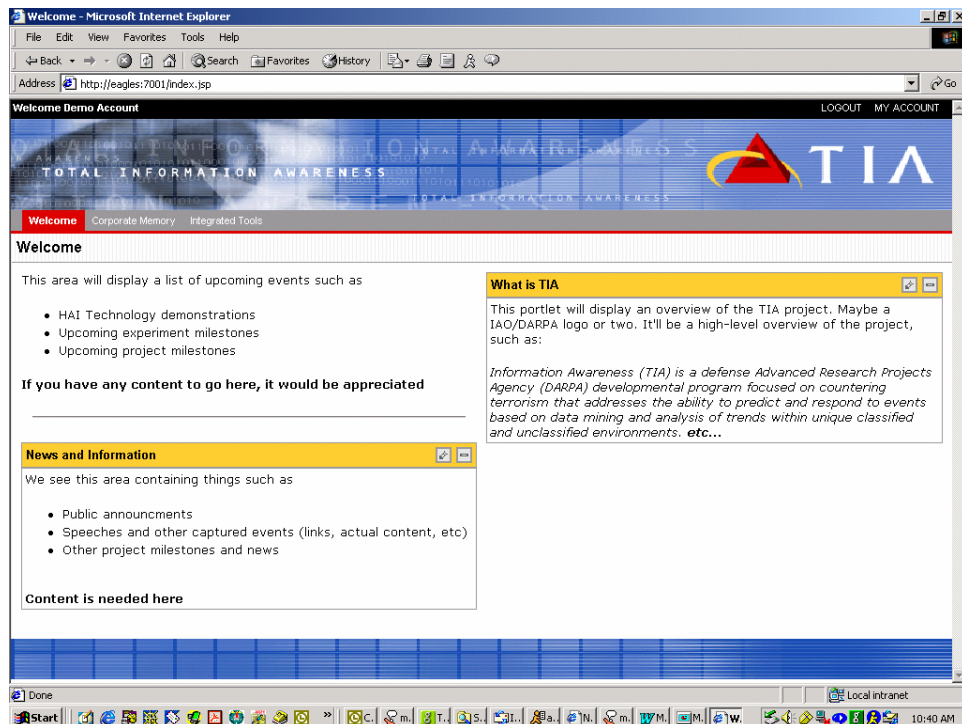 Welcome - Microsoft Internet Explorer
File Edit View Favorites Tools Help
Back Search Favorites History
Address http://eagles:7001/index.jsp Go
Welcome Demo Account LOGOUT MY ACCOUNT
TOTAL INFORMATION AWARENESS
TOTAL INFORMATION AWARENESS
TOTAL INFORMATION AWARENESS
TIA
Welcome Corporate Memory Integrated Tools
Welcome
This area will display a list of upcoming events such as
• HAI Technology demonstrations
• Upcoming experiment milestones
• Upcoming project milestones
If you have any content to go here, it would be appreciated
News and Information
We see this area containing things such as
• Public announcments
• Speeches and other captured events (links, actual content, etc)
• Other project milestones and news
Content is needed here
What is TIA
This portlet will display an overview of the TIA project. Maybe a
IAO/DARPA logo or two. It'll be a high-level overview of the project,
such as:
Information Awareness (TIA) is a defense Advanced Research Projects
Agency (DARPA) developmental program focused on countering
terrorism that addresses the ability to predict and respond to events
based on data mining and analysis of trends within unique classified
and unclassified environments. etc...
Done Local intranet
Start » C. m. T.. S.. I.. a.. N. m. M. M. W. 10:40 AM